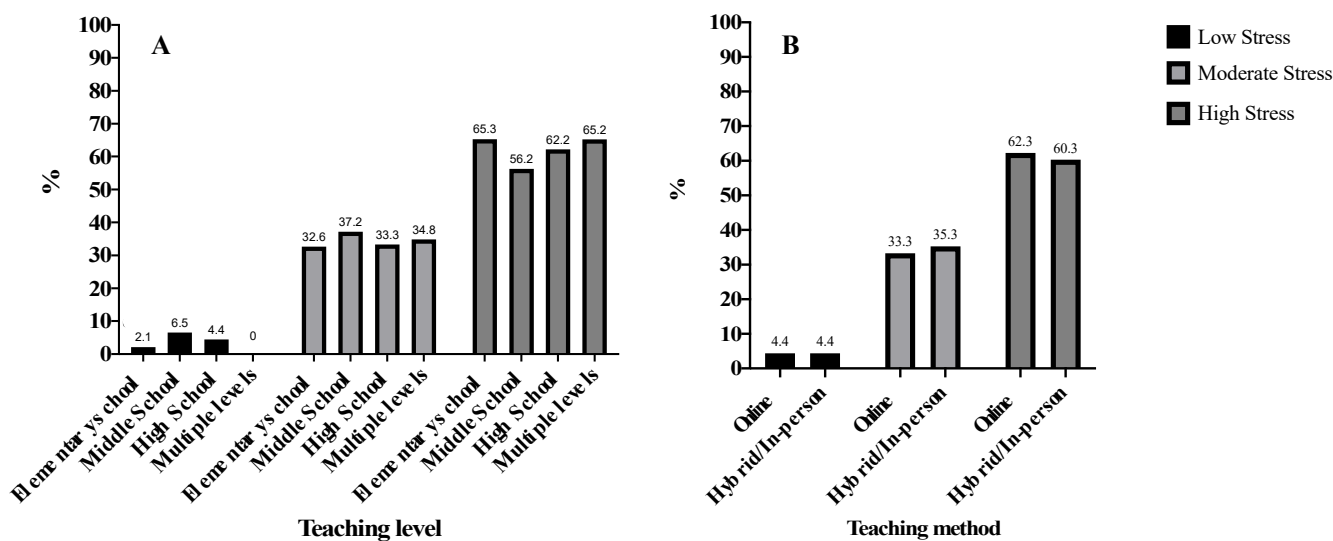 A
100
90
80
70
60
50
40
30
20
10
0
%
2.1
6.5
4.4
0
32.6
37.2
33.3
34.8
65.3
56.2
62.2
65.2
Elementary school
Middle School
High School
Multiple levels
Elementary school
Middle School
High School
Multiple levels
Elementary school
Middle School
High School
Multiple levels
Teaching level
B
100
90
80
70
60
50
40
30
20
10
0
%
4.4
4.4
33.3
35.3
62.3
60.3
Online
Hybrid/In-person
Online
Hybrid/In-person
Online
Hybrid/In-person
Teaching method
Low Stress
Moderate Stress
High Stress